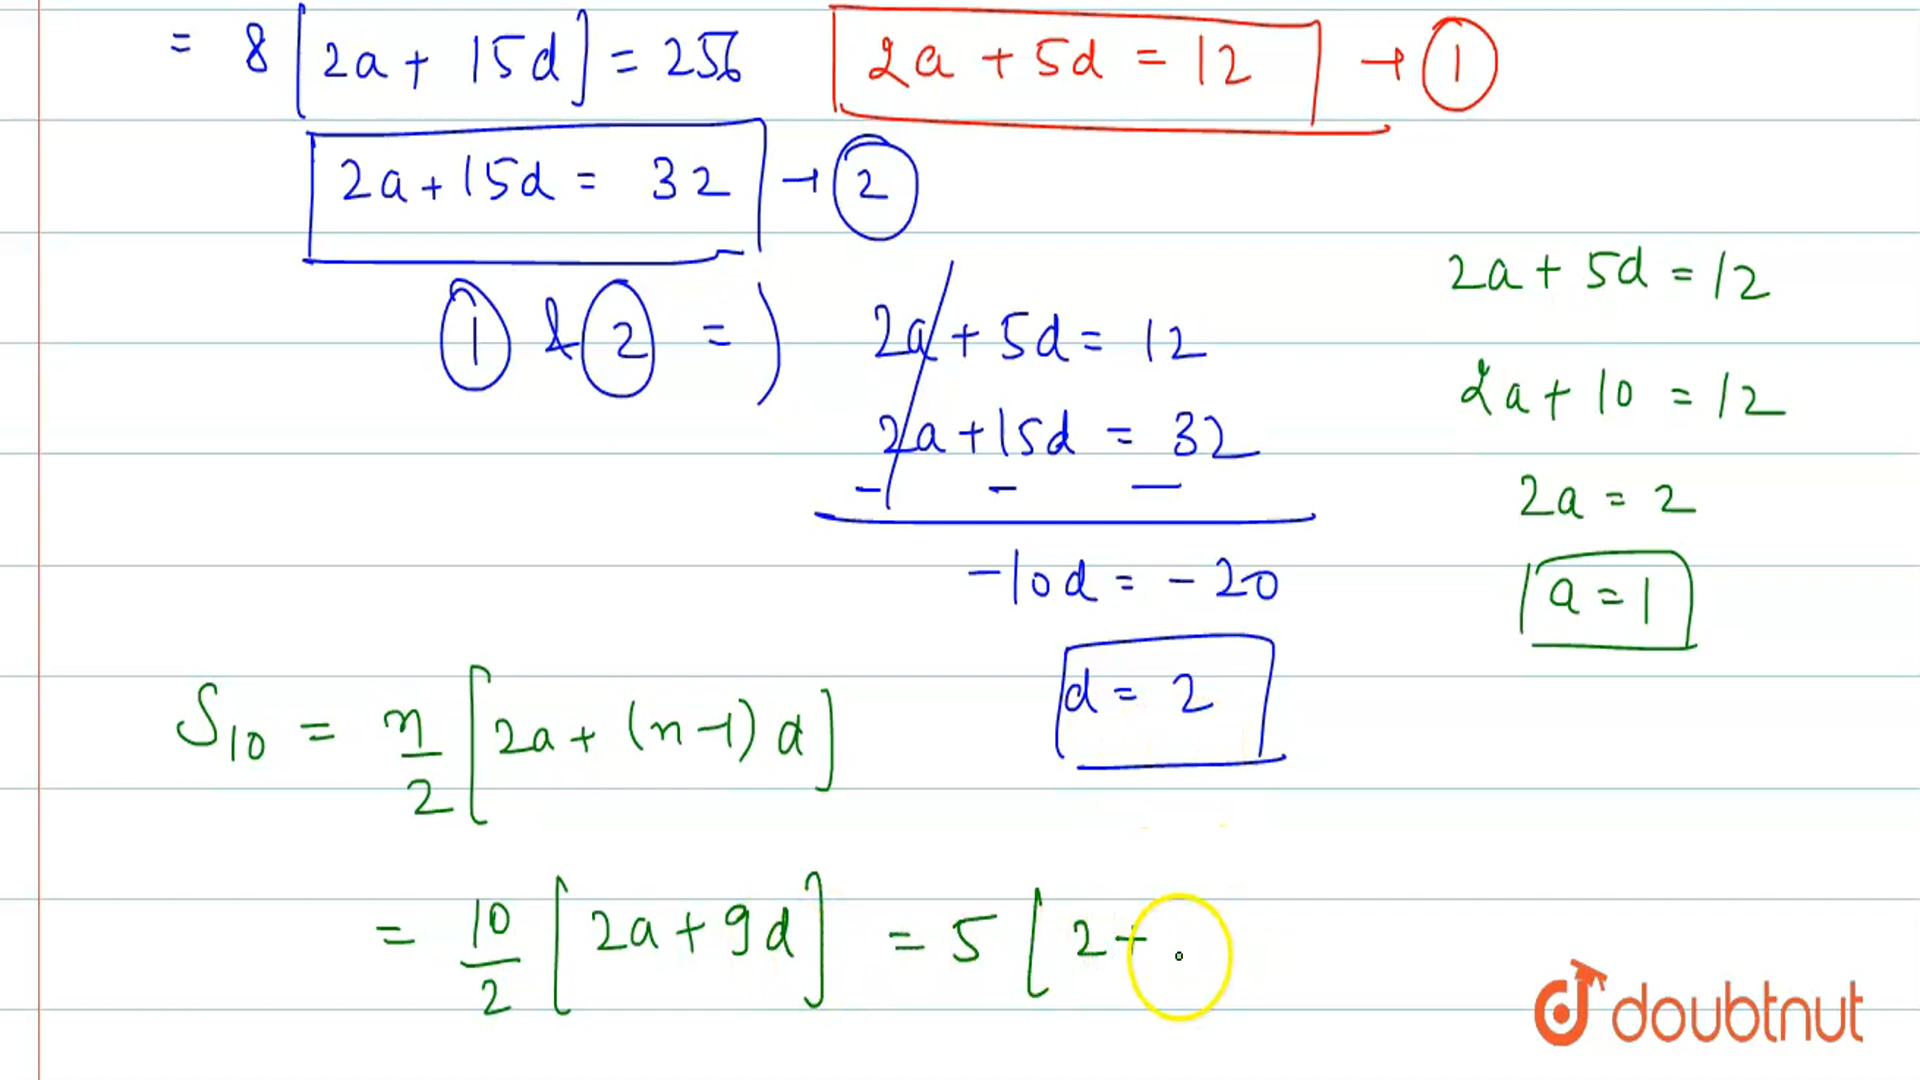 = 8 [2a + 15d] = 256
2a + 5d = 12 → 1
2a + 15d = 32 → 2
1 & 2 =) 2a + 5d = 12
2a + 15d = 32
- - —
-10d = -20
d = 2
2a + 5d = 12
2a + 10 = 12
2a = 2
a = 1
S10 = n/2 [2a + (n-1) d]
= 10/2 [2a + 9d] = 5 [2 +
doubtnut